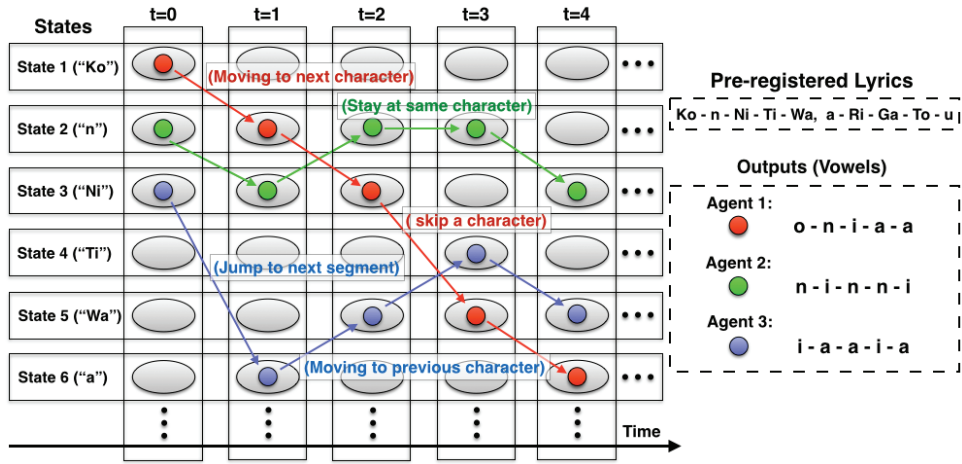 States
t=0 t=1 t=2 t=3 t=4
State 1 (“Ko”)
(Moving to next character)
(Stay at same character)
State 2 (“n”)
State 3 (“Ni”)
( skip a character)
State 4 (“Ti”)
(Jump to next segment)
State 5 (“Wa”)
State 6 (“a”)
(Moving to previous character)
Time
Pre-registered Lyrics
Ko - n - Ni - Ti - Wa, a - Ri - Ga - To - u
Outputs (Vowels)
Agent 1:
o - n - i - a - a
Agent 2:
n - i - n - n - i
Agent 3:
i - a - a - i - a